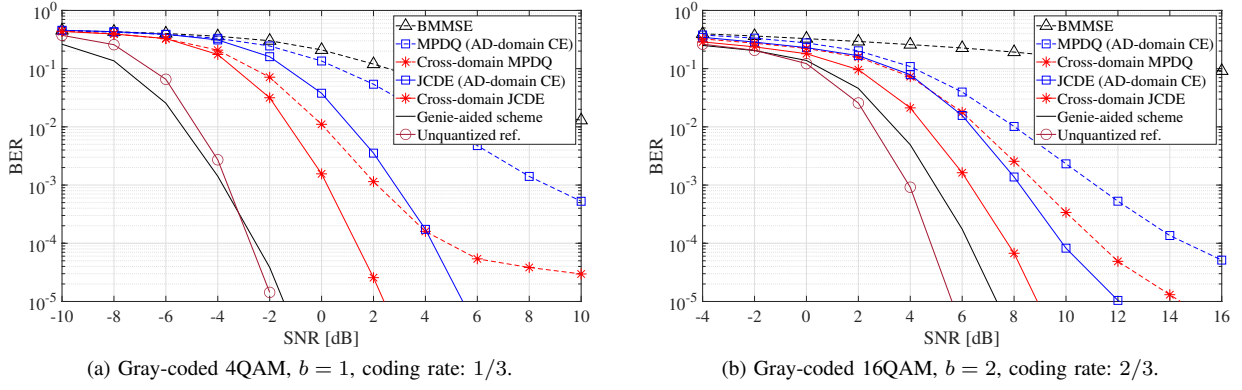 BER
10^0
10^-1
10^-2
10^-3
10^-4
10^-5
-10 -8 -6 -4 -2 0 2 4 6 8 10
SNR [dB]
BMMSE
MPDQ (AD-domain CE)
Cross-domain MPDQ
JCDE (AD-domain CE)
Cross-domain JCDE
Genie-aided scheme
Unquantized ref.
(a) Gray-coded 4QAM, b = 1, coding rate: 1/3.
BER
10^0
10^-1
10^-2
10^-3
10^-4
10^-5
-4 -2 0 2 4 6 8 10 12 14 16
SNR [dB]
BMMSE
MPDQ (AD-domain CE)
Cross-domain MPDQ
JCDE (AD-domain CE)
Cross-domain JCDE
Genie-aided scheme
Unquantized ref.
(b) Gray-coded 16QAM, b = 2, coding rate: 2/3.